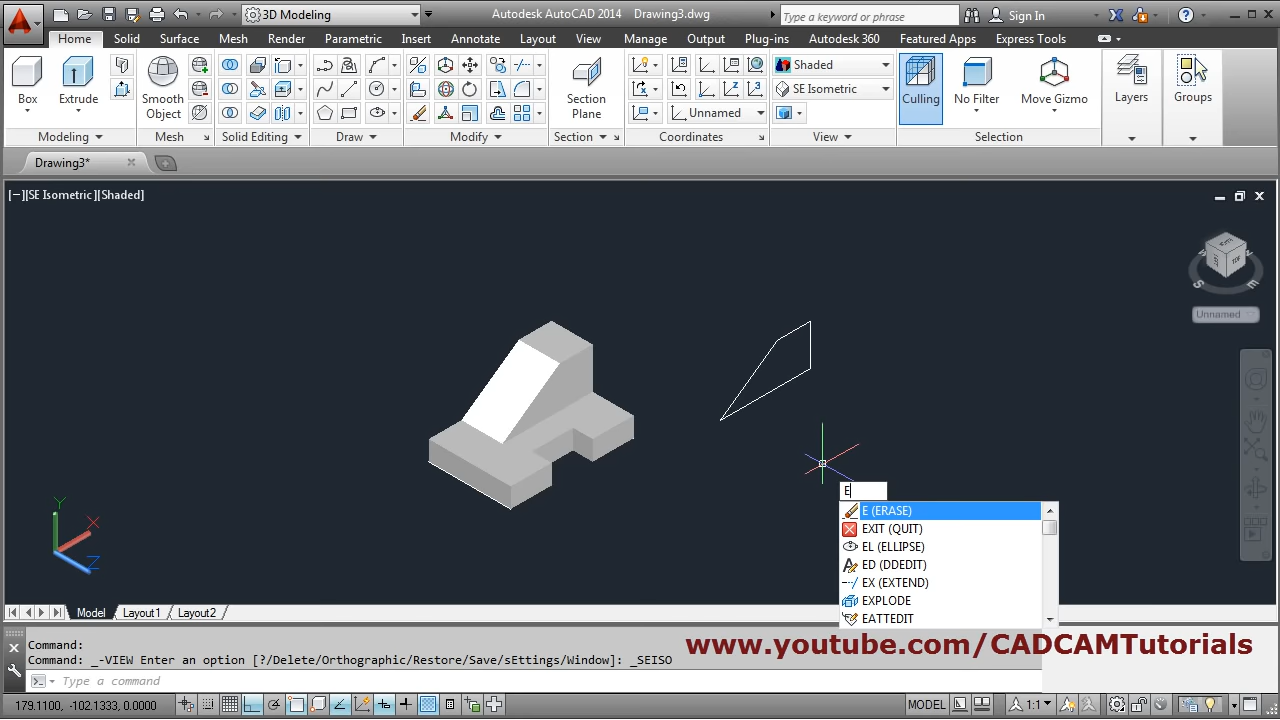 3D Modeling
Autodesk AutoCAD 2014 Drawing3.dwg
Type a keyword or phrase
Sign In
Home Solid Surface Mesh Render Parametric Insert Annotate Layout View Manage Output Plug-ins Autodesk 360 Featured Apps Express Tools
Box
Extrude
Smooth Object
Section Plane
Unnamed
Shaded
SE Isometric
Culling
No Filter
Move Gizmo
Layers
Groups
Modeling Mesh Solid Editing Draw Modify Section Coordinates View Selection
Drawing3*
[−][SE Isometric][Shaded]
TOP
S
E
Unnamed
E
E (ERASE)
EXIT (QUIT)
EL (ELLIPSE)
ED (DDEDIT)
EX (EXTEND)
EXPLODE
EATTEDIT
Y
X
Z
Model Layout1 Layout2
Command:
Command: _-VIEW Enter an option [?/Delete/Orthographic/Restore/Save/sEttings/Window]: _SEISO
Type a command
www.youtube.com/CADCAMTutorials
179.1100, -102.1333, 0.0000
MODEL
1:1